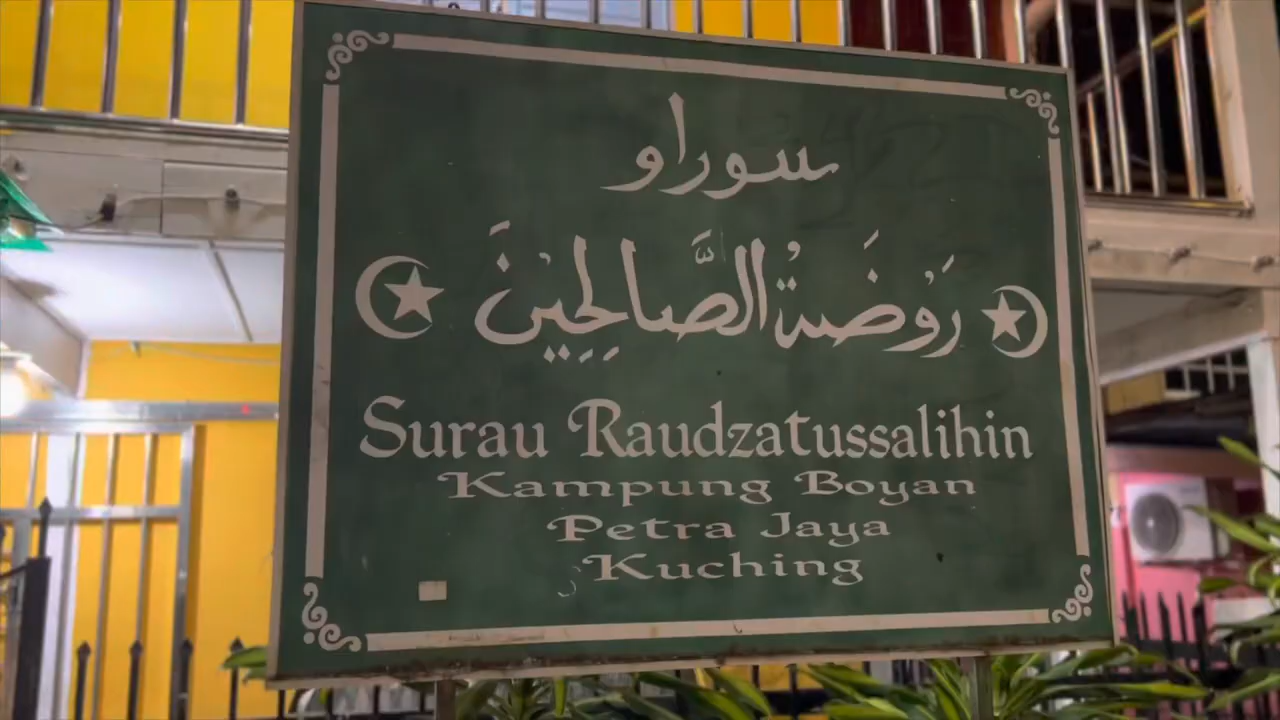 سوراو
رَوْضَةُ الصَّالِحِيْنَ
Surau Raudzatussalihin
Kampung Boyan
Petra Jaya
Kuching